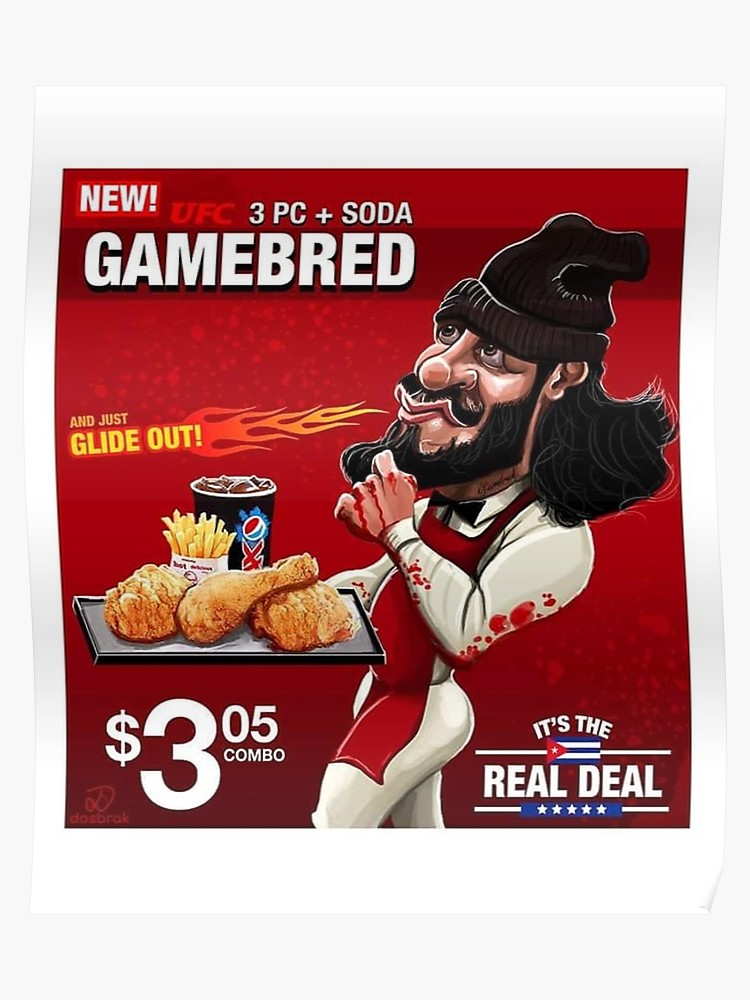 NEW!
UFC 3 PC + SODA
GAMEBRED
AND JUST
GLIDE OUT!
$3.05
COMBO
IT'S THE
REAL DEAL
dosbrak